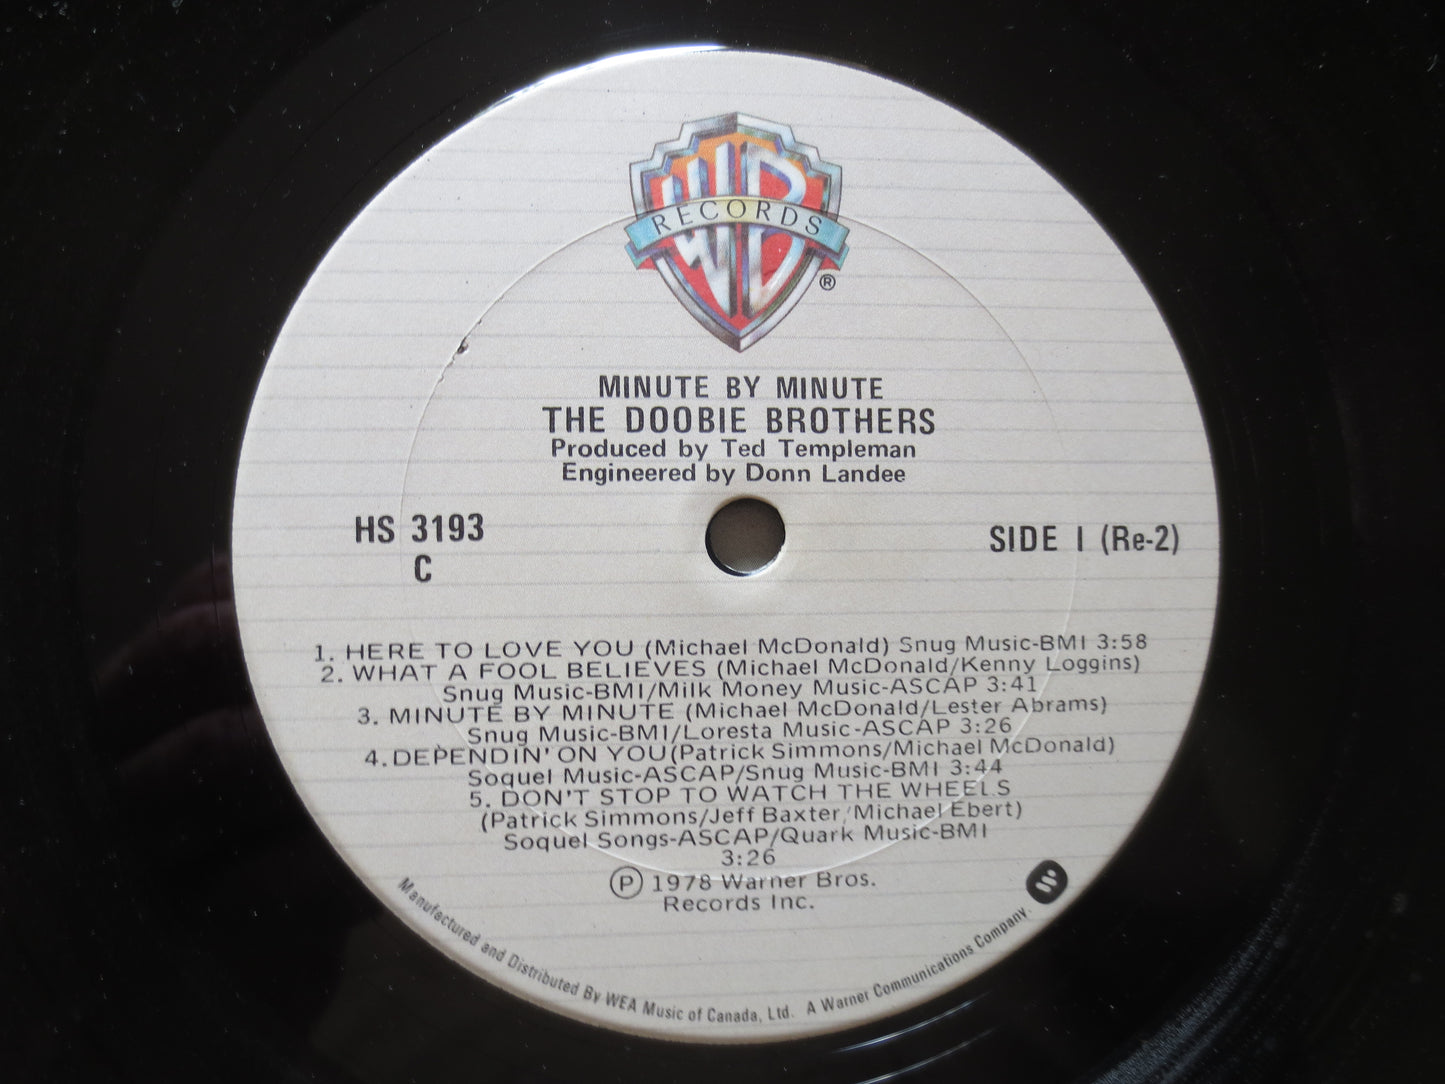 WB
RECORDS
®
MINUTE BY MINUTE
THE DOOBIE BROTHERS
Produced by Ted Templeman
Engineered by Donn Landee
HS 3193
C
SIDE 1 (Re-2)
1. HERE TO LOVE YOU (Michael McDonald) Snug Music-BMI 3:58
2. WHAT A FOOL BELIEVES (Michael McDonald/Kenny Loggins)
Snug Music-BMI/Milk Money Music-ASCAP 3:41
3. MINUTE BY MINUTE (Michael McDonald/Lester Abrams)
Snug Music-BMI/Loresta Music-ASCAP 3:26
4. DEPENDIN' ON YOU(Patrick Simmons/Michael McDonald)
Soquel Music-ASCAP/Snug Music-BMI 3:44
5. DON'T STOP TO WATCH THE WHEELS
(Patrick Simmons/Jeff Baxter/Michael Ebert)
Soquel Songs-ASCAP/Quark Music-BMI
3:26
Ⓟ 1978 Warner Bros.
Records Inc.
Manufactured and Distributed By WEA Music of Canada, Ltd. A Warner Communications Company.